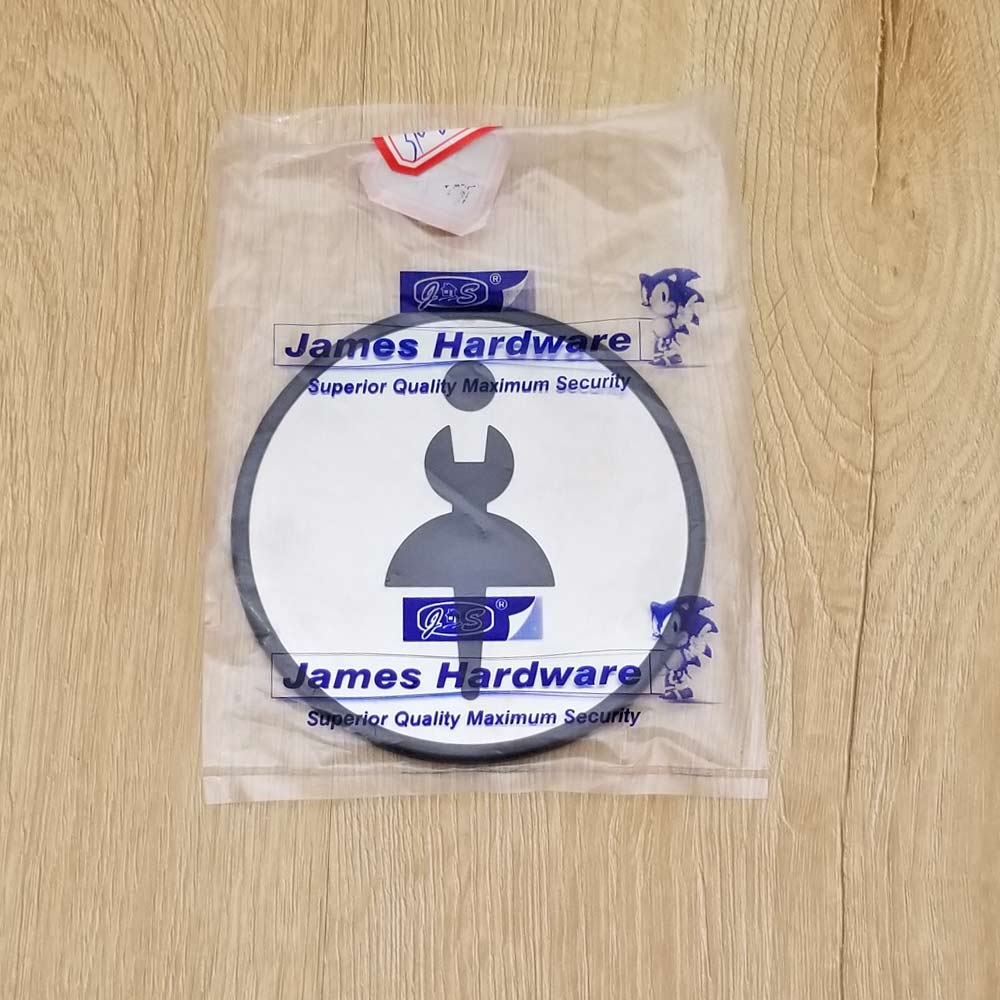 JS ®
James Hardware
Superior Quality Maximum Security
JS ®
James Hardware
Superior Quality Maximum Security